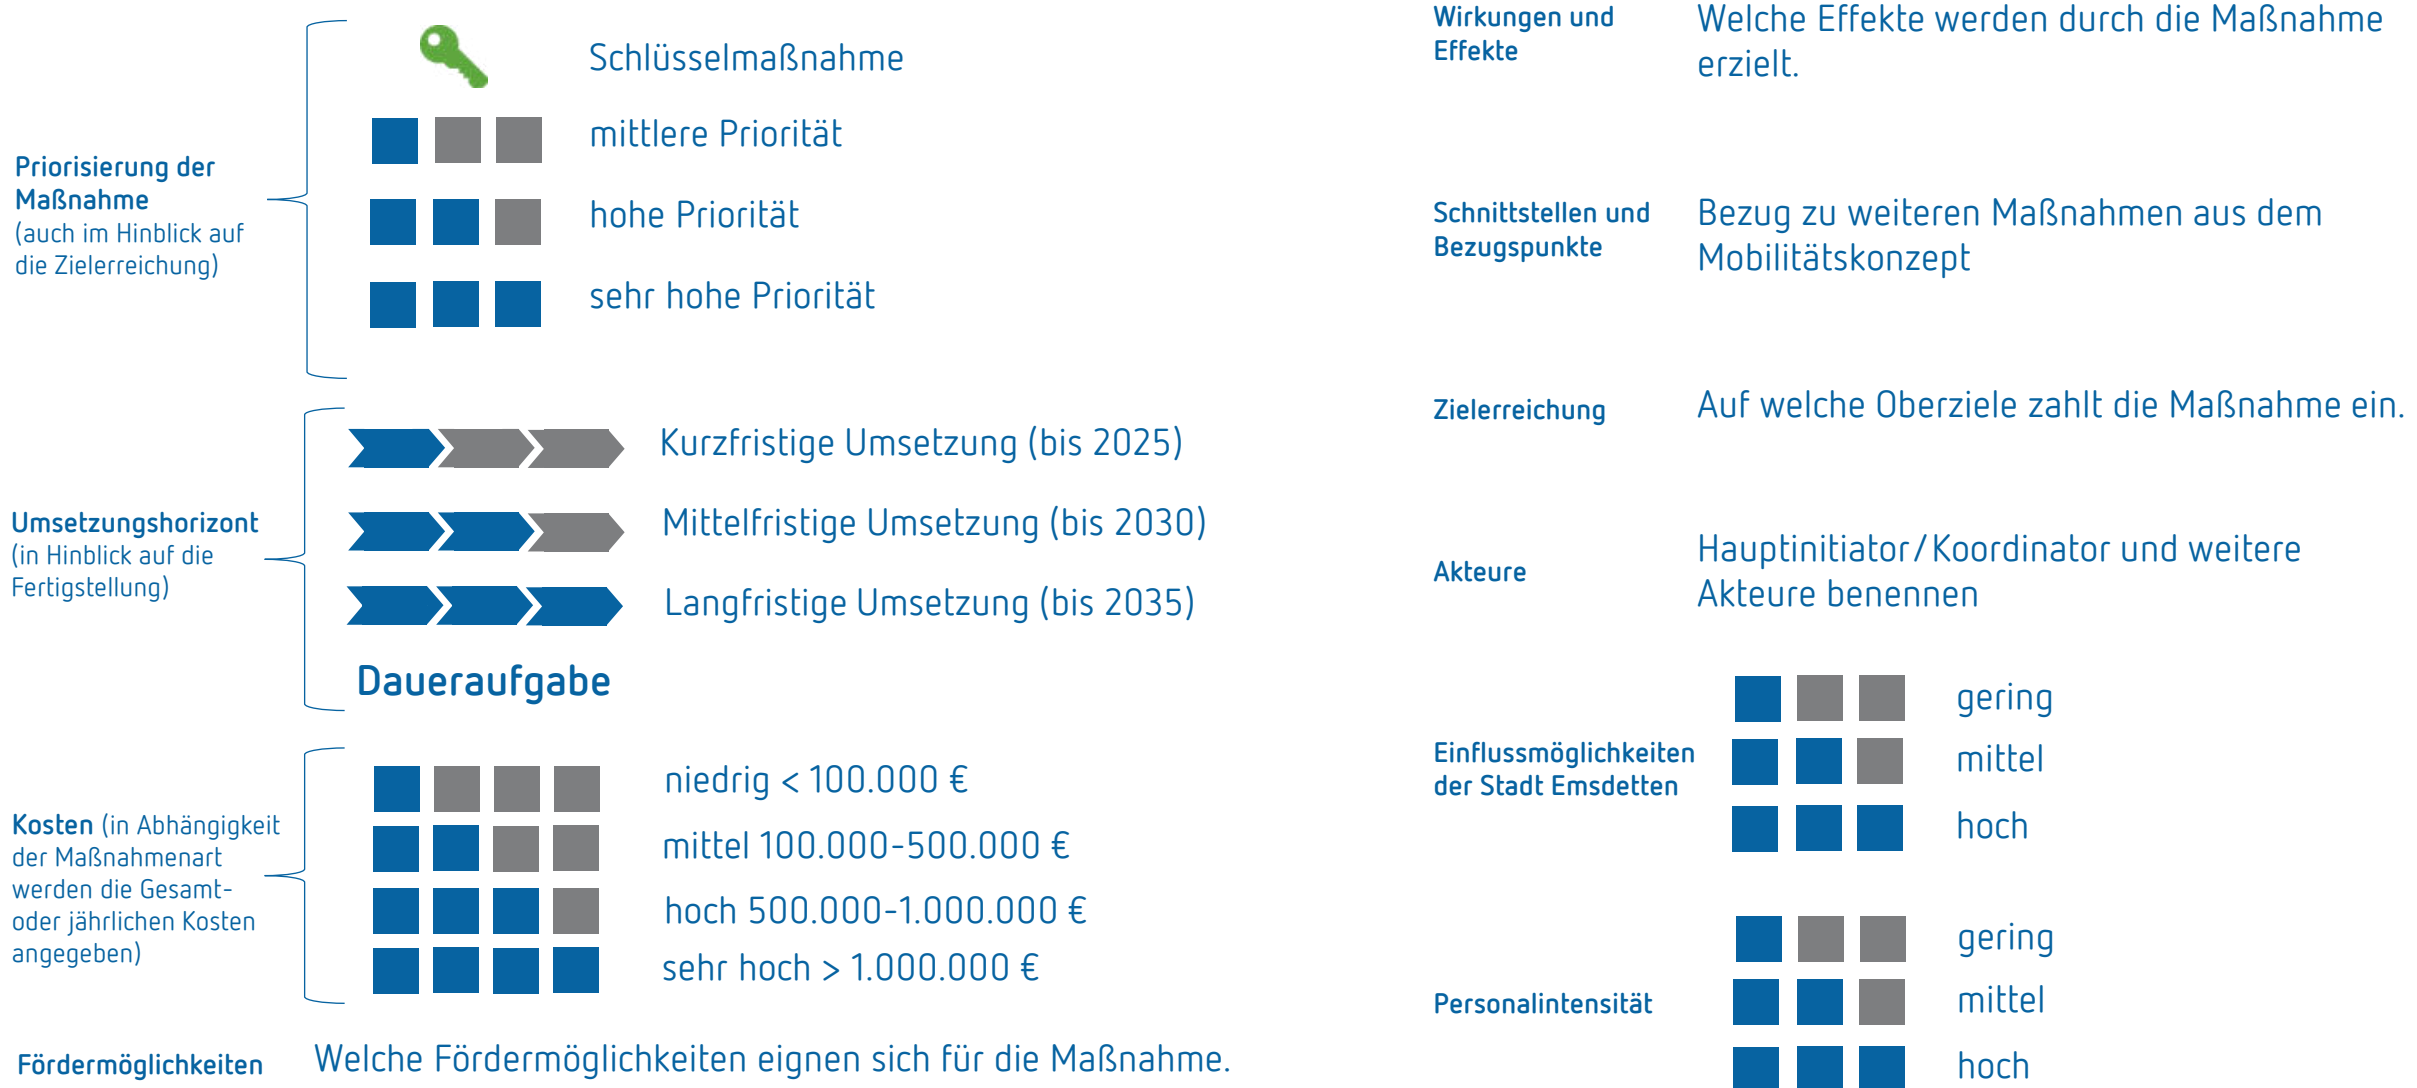 Priorisierung der
Maßnahme
(auch im Hinblick auf
die Zielerreichung)
Schlüsselmaßnahme
mittlere Priorität
hohe Priorität
sehr hohe Priorität
Umsetzungshorizont
(in Hinblick auf die
Fertigstellung)
Kurzfristige Umsetzung (bis 2025)
Mittelfristige Umsetzung (bis 2030)
Langfristige Umsetzung (bis 2035)
Daueraufgabe
Kosten (in Abhängigkeit
der Maßnahmenart
werden die Gesamt-
oder jährlichen Kosten
angegeben)
niedrig < 100.000 €
mittel 100.000-500.000 €
hoch 500.000-1.000.000 €
sehr hoch > 1.000.000 €
Fördermöglichkeiten
Welche Fördermöglichkeiten eignen sich für die Maßnahme.
Wirkungen und
Effekte
Welche Effekte werden durch die Maßnahme
erzielt.
Schnittstellen und
Bezugspunkte
Bezug zu weiteren Maßnahmen aus dem
Mobilitätskonzept
Zielerreichung
Auf welche Oberziele zahlt die Maßnahme ein.
Akteure
Hauptinitiator/Koordinator und weitere
Akteure benennen
Einflussmöglichkeiten
der Stadt Emsdetten
gering
mittel
hoch
Personalintensität
gering
mittel
hoch